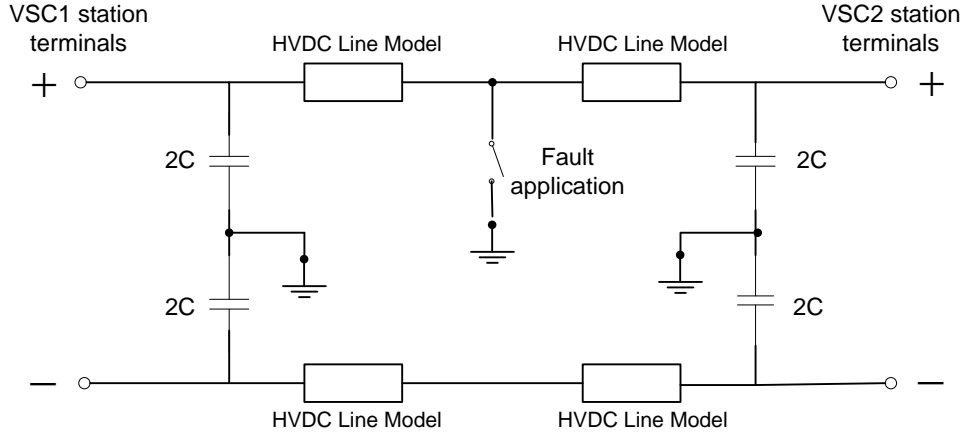 VSC1 station
terminals
VSC2 station
terminals
HVDC Line Model
HVDC Line Model
+
+
2C
Fault
application
2C
2C
2C
−
−
HVDC Line Model
HVDC Line Model